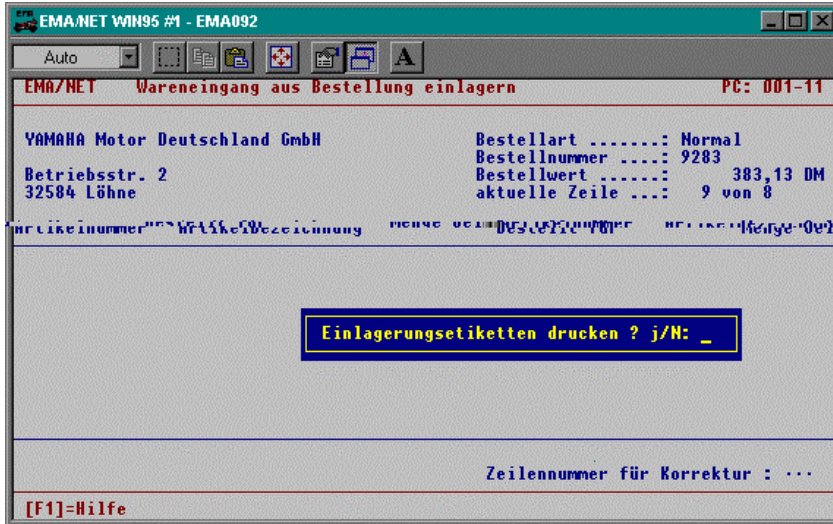 EMA/NET WIN95 #1 - EMA092
Auto
A
EMA/NET Wareneingang aus Bestellung einlagern PC: 001-11
YAMAHA Motor Deutschland GmbH Bestellart .......: Normal
Bestellnummer ....: 9283
Betriebsstr. 2 Bestellwert ......: 383,13 DM
32584 Löhne aktuelle Zeile ...: 9 von 8
Artikelnummer Artikelbezeichnung
Einlagerungsetiketten drucken ? j/N: _
Zeilennummer für Korrektur : ...
[F1]=Hilfe